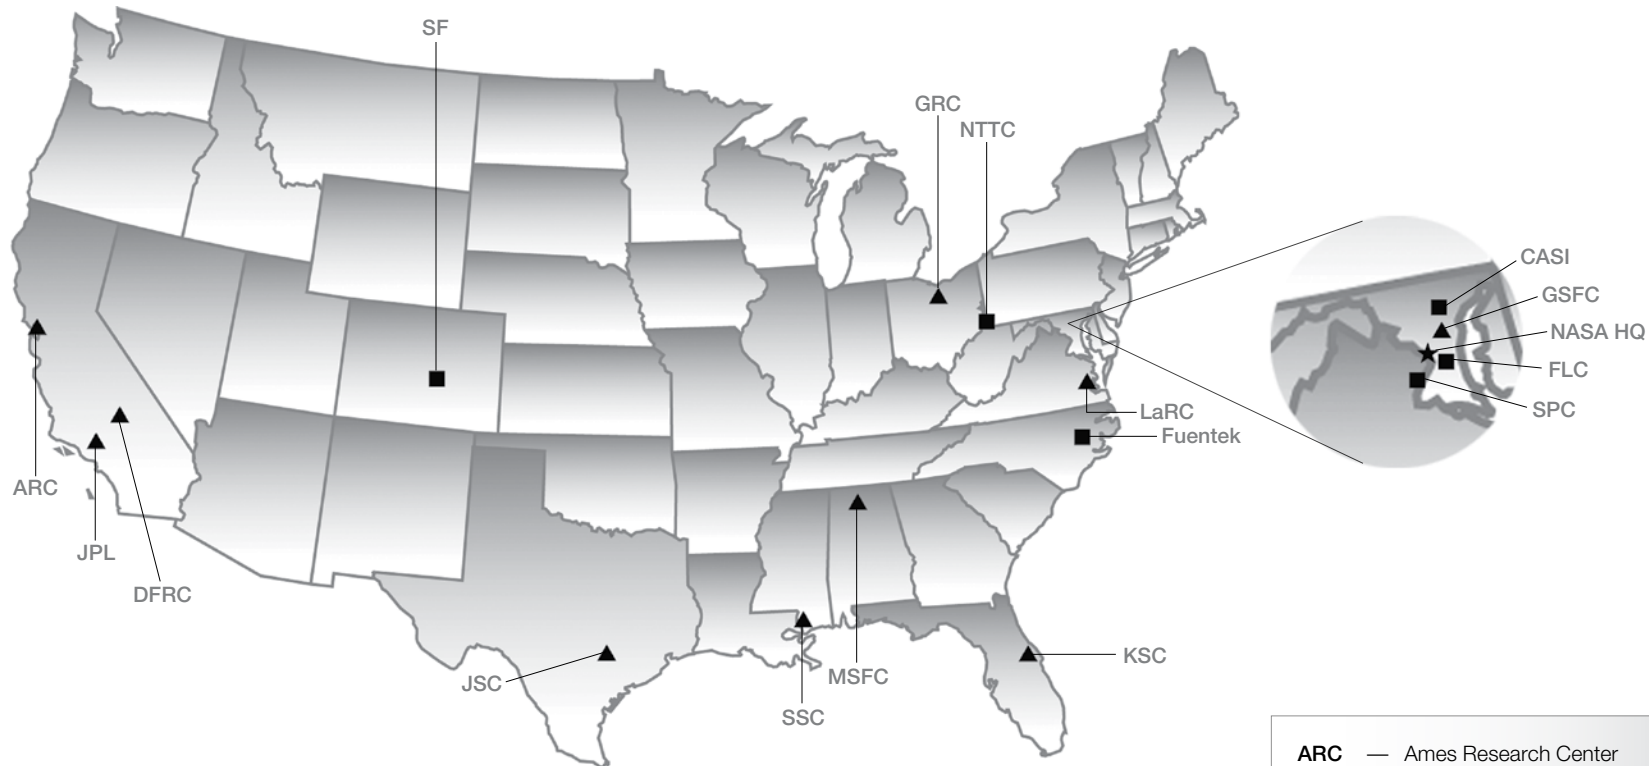 SF
GRC
NTTC
CASI
GSFC
NASA HQ
FLC
SPC
LaRC
Fuentek
ARC
JPL
DFRC
JSC
SSC
MSFC
KSC
ARC — Ames Research Center